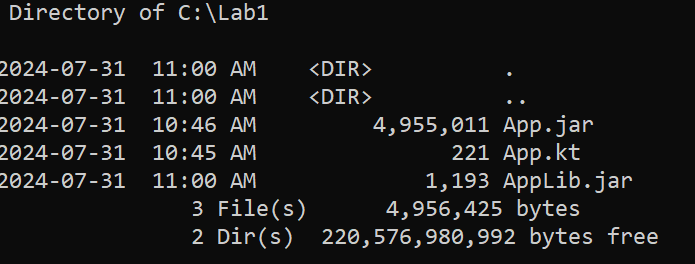 Directory of C:\Lab1
2024-07-31  11:00 AM    <DIR>          .
2024-07-31  11:00 AM    <DIR>          ..
2024-07-31  10:46 AM         4,955,011 App.jar
2024-07-31  10:45 AM               221 App.kt
2024-07-31  11:00 AM             1,193 AppLib.jar
3 File(s)      4,956,425 bytes
2 Dir(s)  220,576,980,992 bytes free